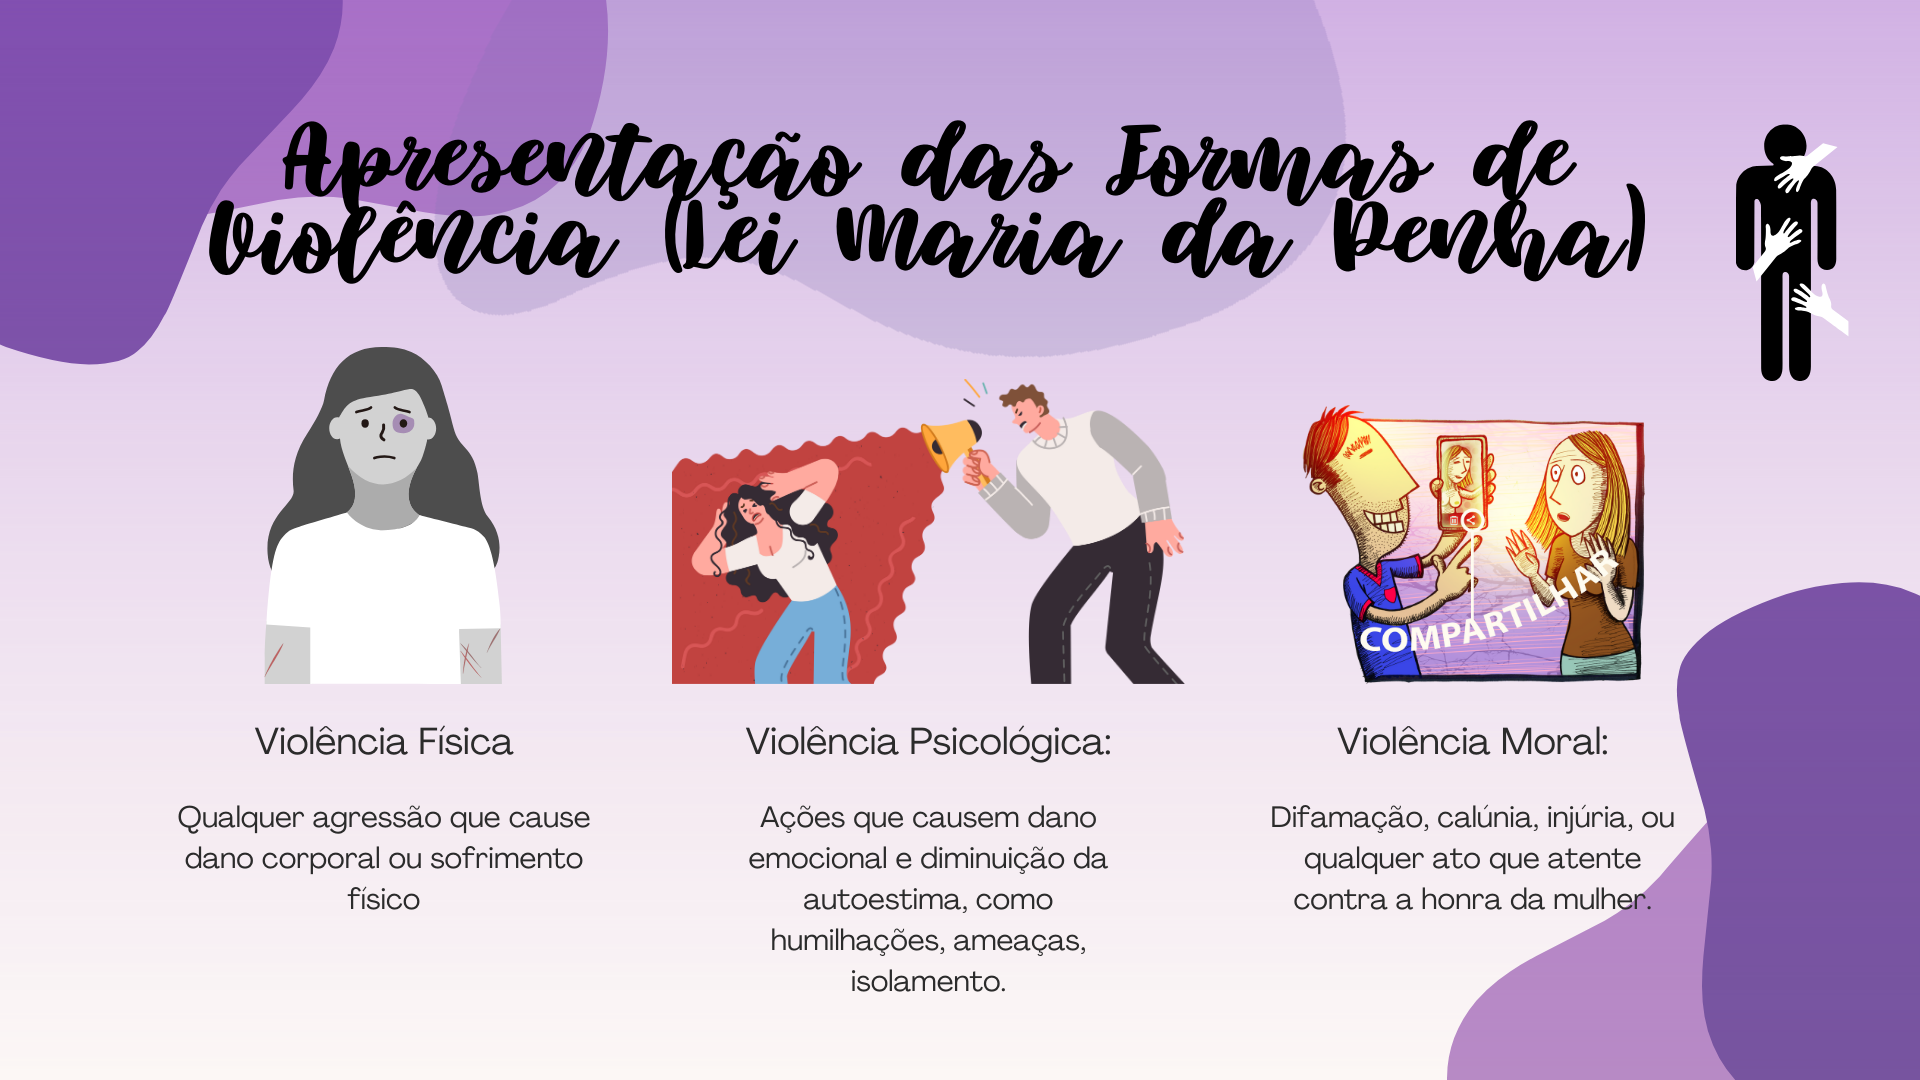 Apresentação das Formas de
Violência (Lei Maria da Penha)
COMPARTILHAR
Violência Física
Qualquer agressão que cause
dano corporal ou sofrimento
físico
Violência Psicológica:
Ações que causem dano
emocional e diminuição da
autoestima, como
humilhações, ameaças,
isolamento.
Violência Moral:
Difamação, calúnia, injúria, ou
qualquer ato que atente
contra a honra da mulher.